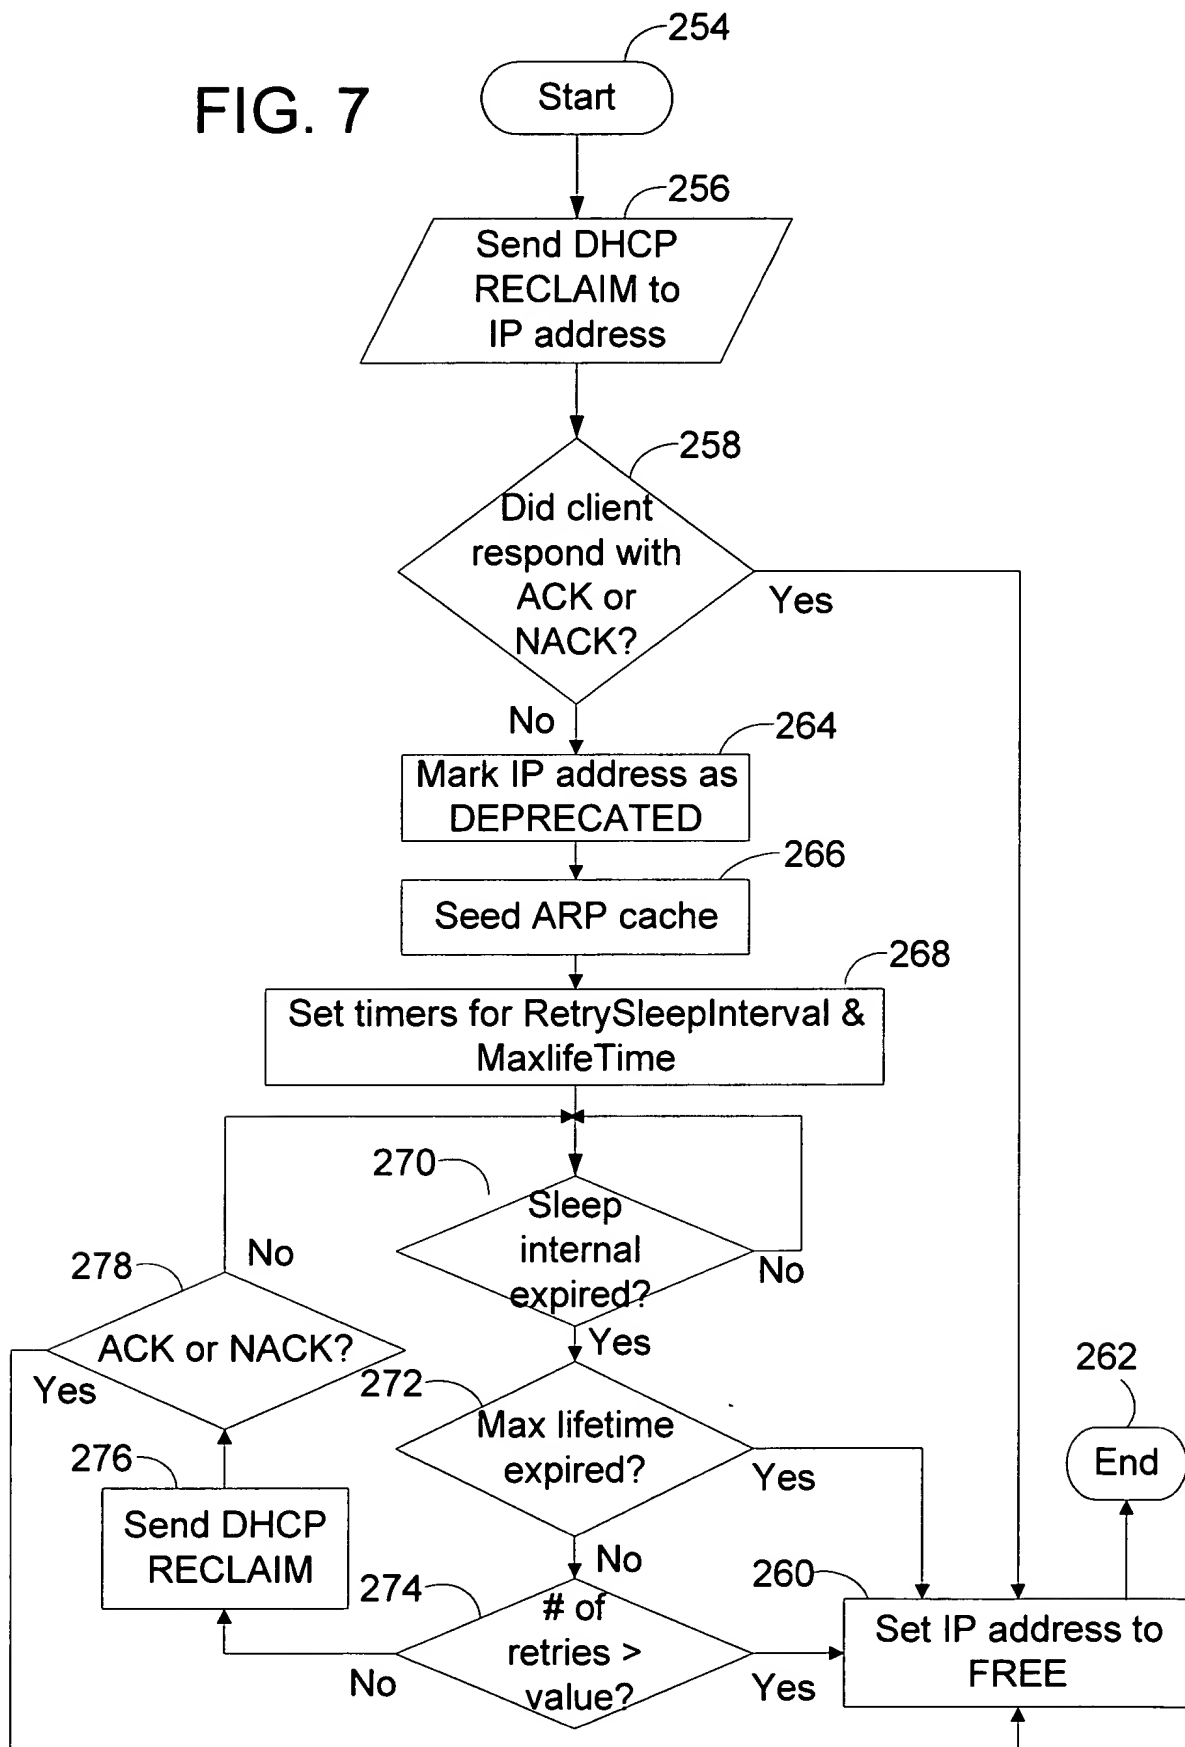 FIG. 7
254
Start
256
Send DHCP
RECLAIM to
IP address
258
Did client
respond with
ACK or
NACK?
Yes
No
264
Mark IP address as
DEPRECATED
266
Seed ARP cache
268
Set timers for RetrySleepInterval &
MaxlifeTime
270
Sleep
internal
expired?
No
Yes
278
No
ACK or NACK?
Yes
272
Max lifetime
expired?
Yes
No
262
End
276
Send DHCP
RECLAIM
274
# of
retries >
value?
No
Yes
260
Set IP address to
FREE